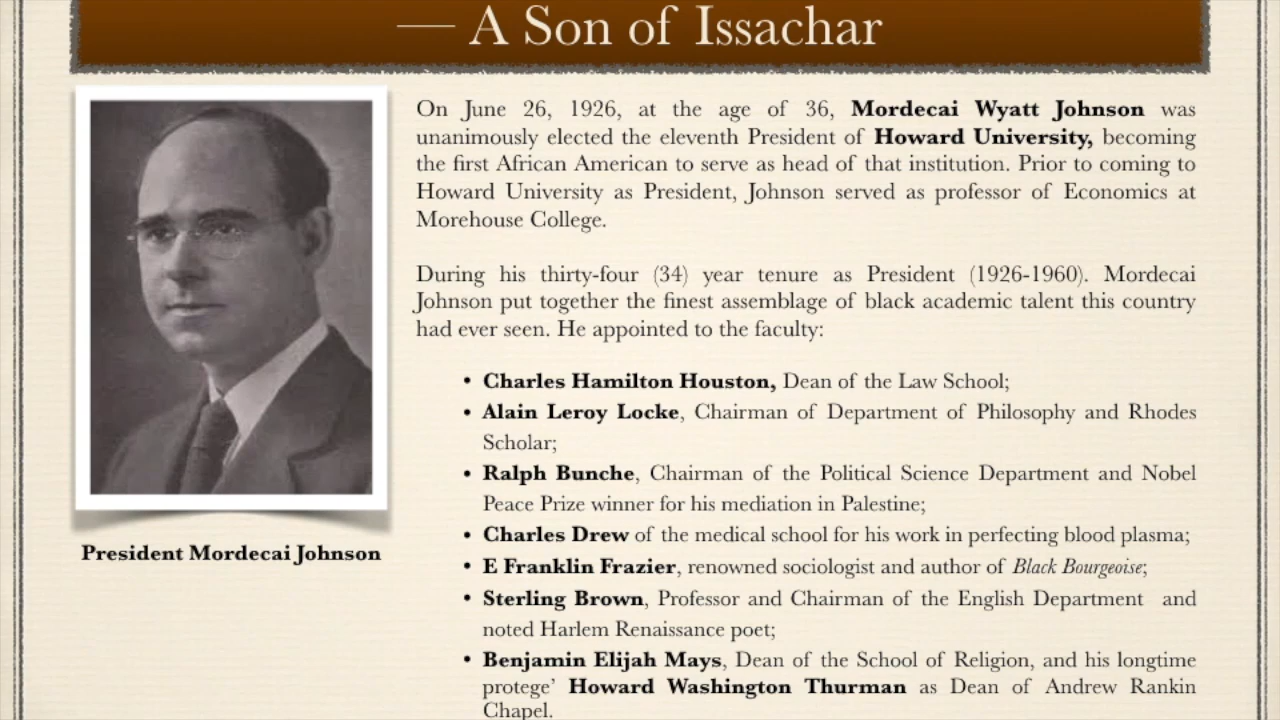 — A Son of Issachar
On June 26, 1926, at the age of 36, Mordecai Wyatt Johnson was
unanimously elected the eleventh President of Howard University, becoming
the first African American to serve as head of that institution. Prior to coming to
Howard University as President, Johnson served as professor of Economics at
Morehouse College.
During his thirty-four (34) year tenure as President (1926-1960). Mordecai
Johnson put together the finest assemblage of black academic talent this country
had ever seen. He appointed to the faculty:
• Charles Hamilton Houston, Dean of the Law School;
• Alain Leroy Locke, Chairman of Department of Philosophy and Rhodes
Scholar;
• Ralph Bunche, Chairman of the Political Science Department and Nobel
Peace Prize winner for his mediation in Palestine;
• Charles Drew of the medical school for his work in perfecting blood plasma;
• E Franklin Frazier, renowned sociologist and author of Black Bourgeoise;
• Sterling Brown, Professor and Chairman of the English Department and
noted Harlem Renaissance poet;
• Benjamin Elijah Mays, Dean of the School of Religion, and his longtime
protege’ Howard Washington Thurman as Dean of Andrew Rankin
Chapel.
President Mordecai Johnson